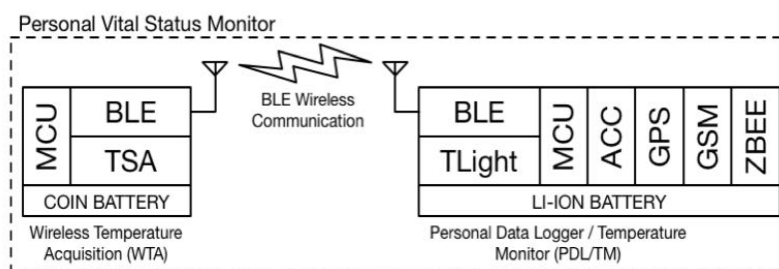 Personal Vital Status Monitor
BLE Wireless
Communication
MCU
BLE
TSA
COIN BATTERY
Wireless Temperature
Acquisition (WTA)
BLE
TLight
MCU
ACC
GPS
GSM
ZBEE
LI-ION BATTERY
Personal Data Logger / Temperature
Monitor (PDL/TM)